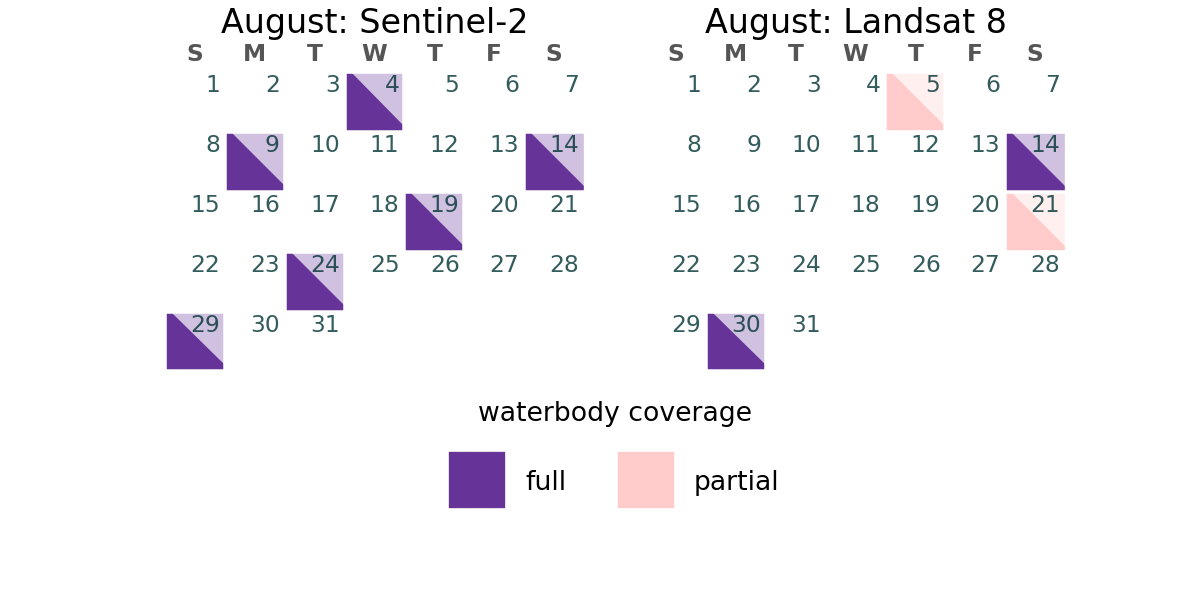 August: Sentinel-2
S M T W T F S
1 2 3 4 5 6 7
8 9 10 11 12 13 14
15 16 17 18 19 20 21
22 23 24 25 26 27 28
29 30 31
August: Landsat 8
S M T W T F S
1 2 3 4 5 6 7
8 9 10 11 12 13 14
15 16 17 18 19 20 21
22 23 24 25 26 27 28
29 30 31
waterbody coverage
full
partial